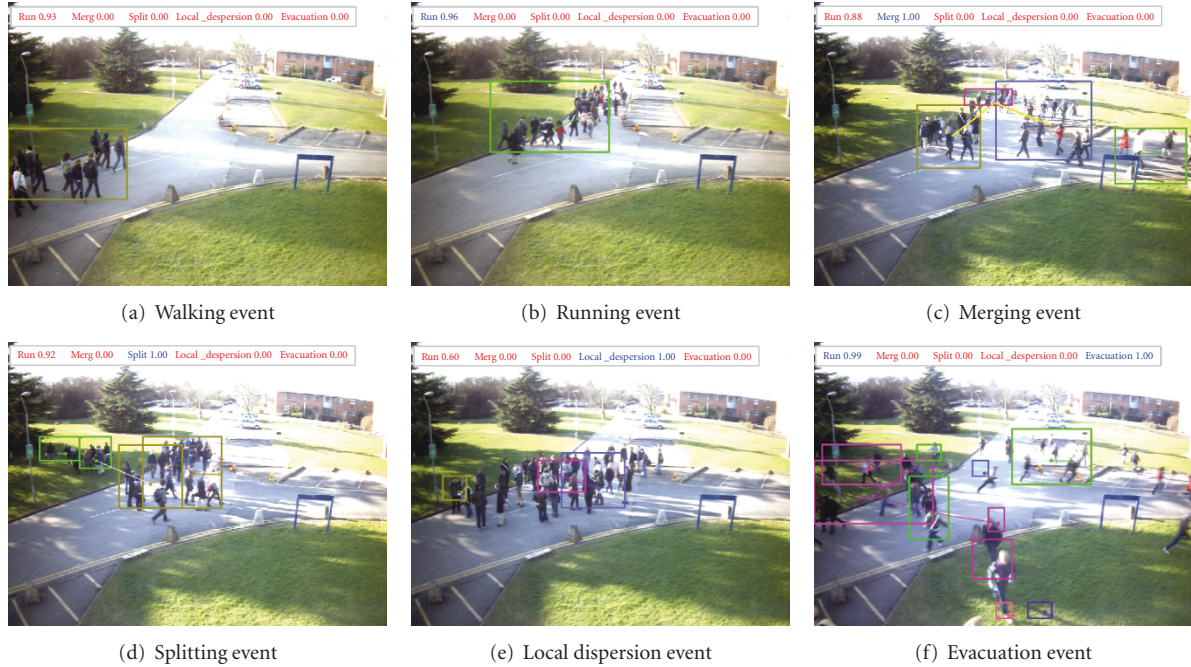 Run 0.93 Merg 0.00 Split 0.00 Local _despersion 0.00 Evacuation 0.00
Run 0.96 Merg 0.00 Split 0.00 Local _despersion 0.00 Evacuation 0.00
Run 0.88 Merg 1.00 Split 0.00 Local _despersion 0.00 Evacuation 0.00
(a) Walking event
(b) Running event
(c) Merging event
Run 0.92 Merg 0.00 Split 1.00 Local _despersion 0.00 Evacuation 0.00
Run 0.60 Merg 0.00 Split 0.00 Local _despersion 1.00 Evacuation 0.00
Run 0.99 Merg 0.00 Split 0.00 Local _despersion 0.00 Evacuation 1.00
(d) Splitting event
(e) Local dispersion event
(f) Evacuation event